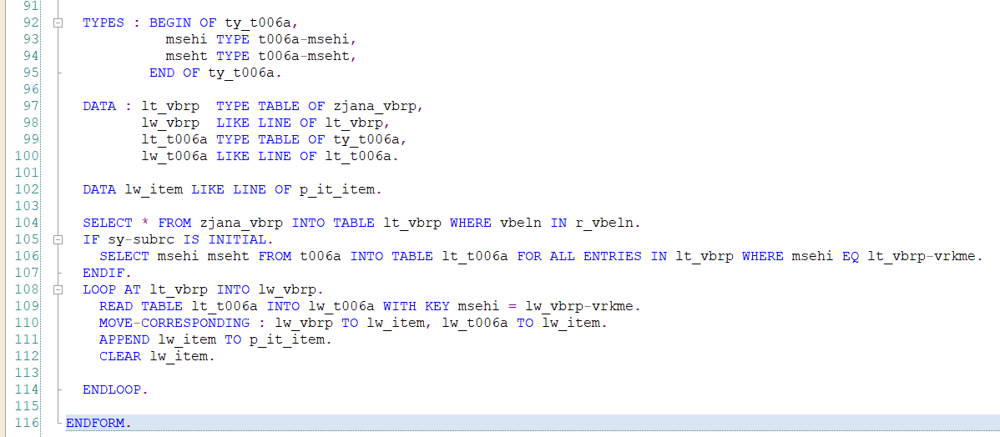 91
92 TYPES : BEGIN OF ty_t006a,
93 msehi TYPE t006a-msehi,
94 mseht TYPE t006a-mseht,
95 END OF ty_t006a.
96
97 DATA : lt_vbrp  TYPE TABLE OF zjana_vbrp,
98 lw_vbrp  LIKE LINE OF lt_vbrp,
99 lt_t006a TYPE TABLE OF ty_t006a,
100 lw_t006a LIKE LINE OF lt_t006a.
101
102 DATA lw_item LIKE LINE OF p_it_item.
103
104 SELECT * FROM zjana_vbrp INTO TABLE lt_vbrp WHERE vbeln IN r_vbeln.
105 IF sy-subrc IS INITIAL.
106 SELECT msehi mseht FROM t006a INTO TABLE lt_t006a FOR ALL ENTRIES IN lt_vbrp WHERE msehi EQ lt_vbrp-vrkme.
107 ENDIF.
108 LOOP AT lt_vbrp INTO lw_vbrp.
109 READ TABLE lt_t006a INTO lw_t006a WITH KEY msehi = lw_vbrp-vrkme.
110 MOVE-CORRESPONDING : lw_vbrp TO lw_item, lw_t006a TO lw_item.
111 APPEND lw_item TO p_it_item.
112 CLEAR lw_item.
113
114 ENDLOOP.
115
116 ENDFORM.